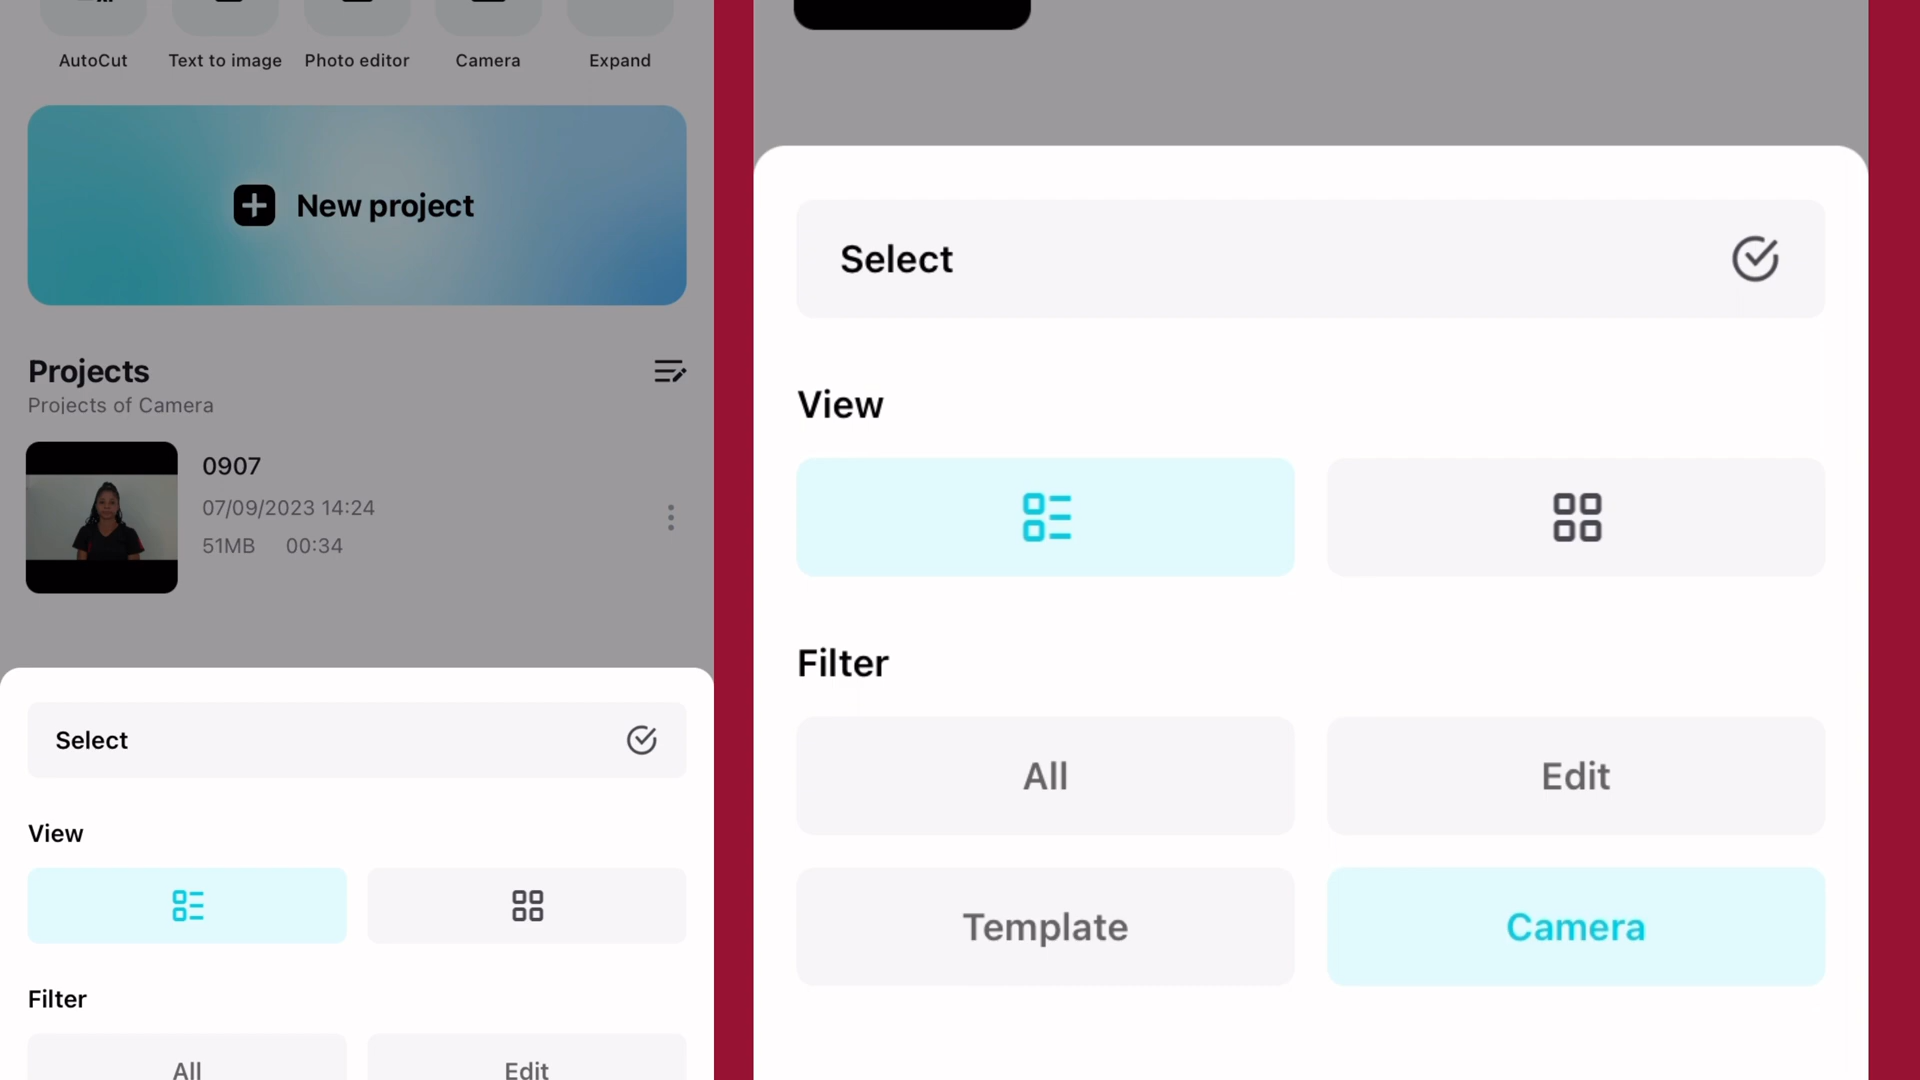 AutoCut
Text to image
Photo editor
Camera
Expand
New project
Projects
Projects of Camera
0907
07/09/2023 14:24
51MB 00:34
Select
View
Filter
All
Edit
Select
View
Filter
All
Edit
Template
Camera